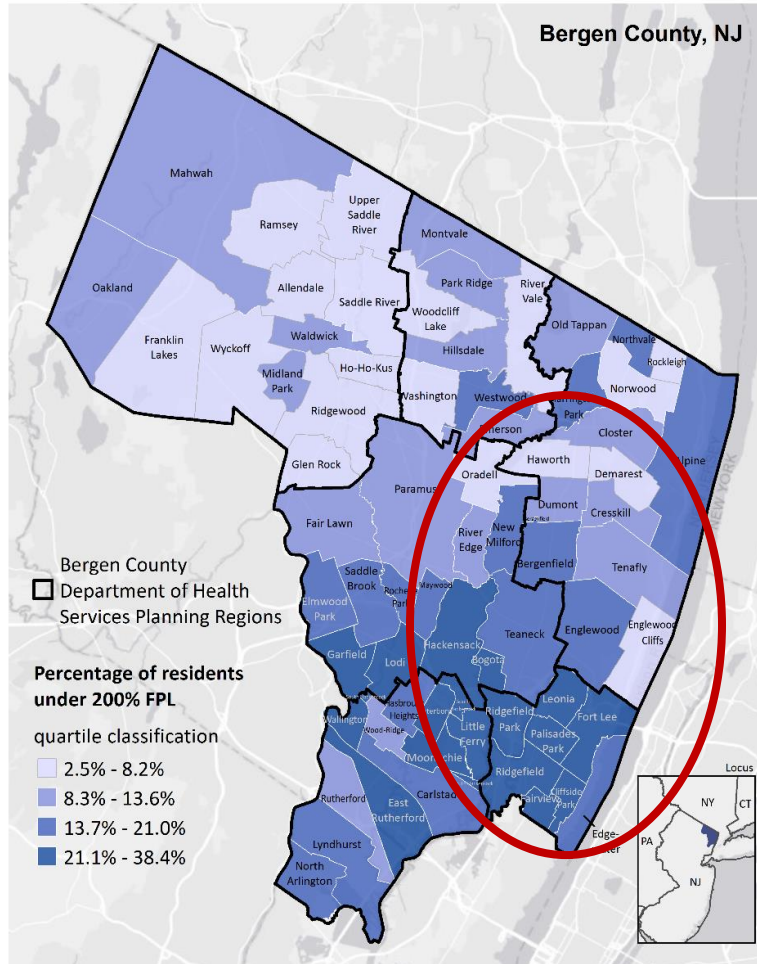 Bergen County, NJ
Mahwah
Upper
Saddle
River
Ramsey
Montvale
Oakland
Allendale
Park Ridge
River
Vale
Saddle River
Woodcliff
Lake
Old Tappan
Franklin
Lakes
Wyckoff
Waldwick
Hillsdale
Northvale
Rockleigh
Midland
Park
Ho-Ho-Kus
Washington
Westwood
Norwood
Ridgewood
Park
Closter
Glen Rock
Oradell
Haworth
Demarest
Alpine
NEW YORK
Paramus
Dumont
Cresskill
Fair Lawn
River
Edge
New
Milford
Bergenfield
Tenafly
Saddle
Brook
Maywood
Elmwood
Park
Park
Teaneck
Englewood
Englewood
Cliffs
Garfield
Lodi
Hackensack
Bogota
Leonia
Fort Lee
Heights
Wallington
Wood-Ridge
Little
Ferry
Ridgefield
Park
Palisades
Park
Moonachie
Ridgefield
Rutherford
East
Rutherford
Carlstadt
Fairview
Cliffside
Park
Edge-
Lyndhurst
North
Arlington
Bergen County
Department of Health
Services Planning Regions
Percentage of residents
under 200% FPL
quartile classification
2.5% - 8.2%
8.3% - 13.6%
13.7% - 21.0%
21.1% - 38.4%
Locus
NY
CT
PA
NJ